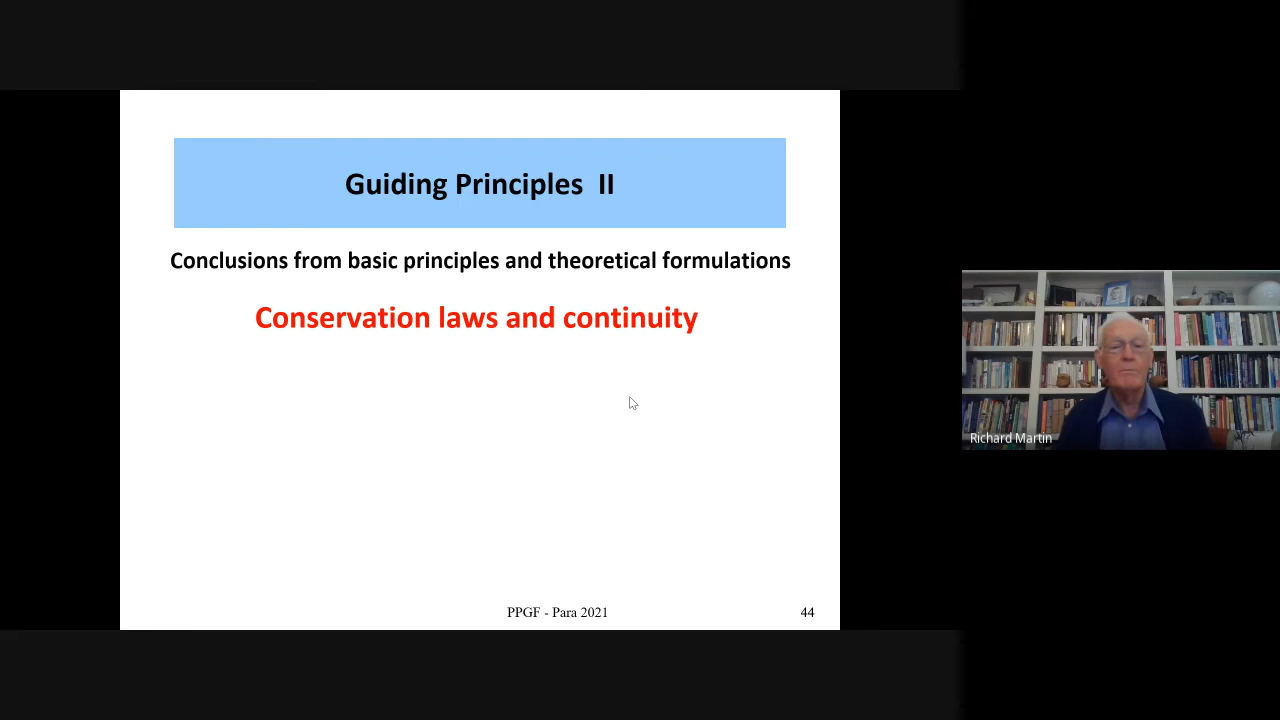 Guiding Principles II
Conclusions from basic principles and theoretical formulations
Conservation laws and continuity
PPGF - Para 2021
44
Richard Martin